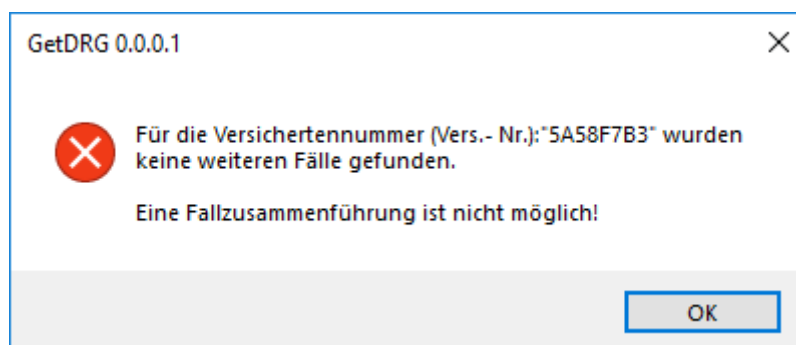 GetDRG 0.0.0.1
Für die Versichertennummer (Vers.- Nr.):"5A58F7B3" wurden
keine weiteren Fälle gefunden.
Eine Fallzusammenführung ist nicht möglich!
OK